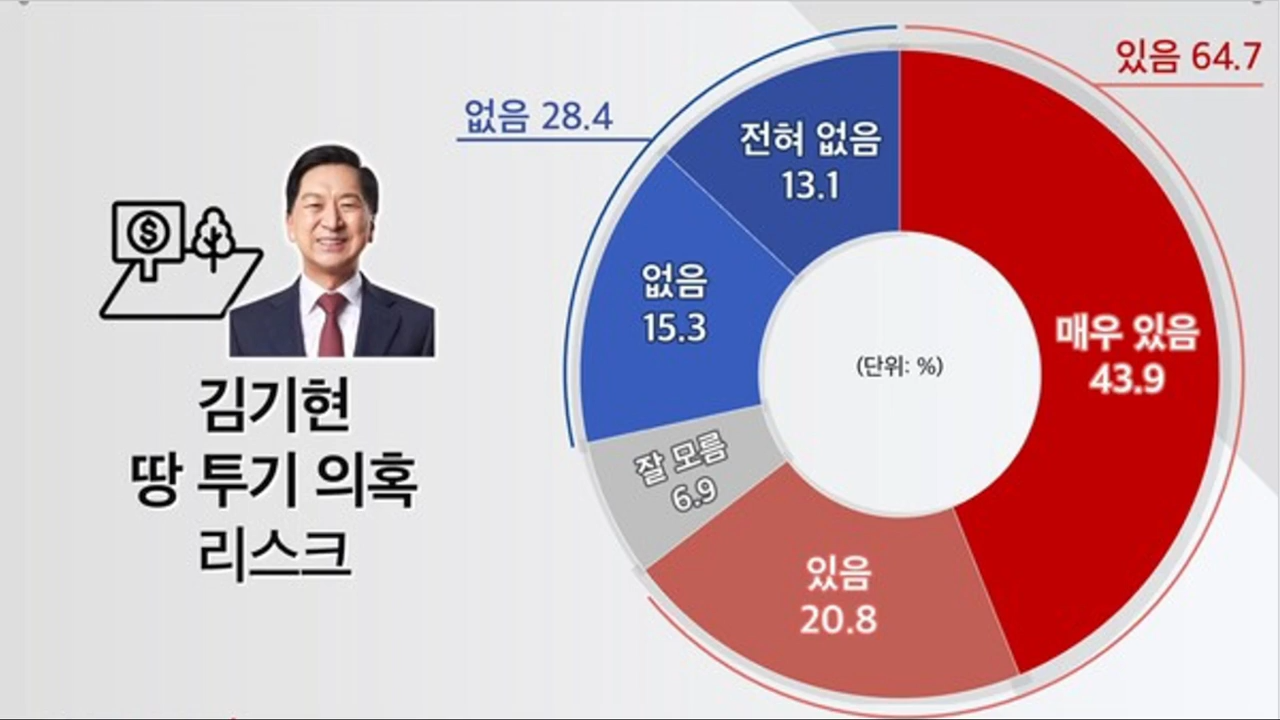 있음 64.7
없음 28.4
전혀 없음
13.1
없음
15.3
매우 있음
43.9
(단위: %)
잘 모름
6.9
있음
20.8
$
김기현
땅 투기 의혹
리스크